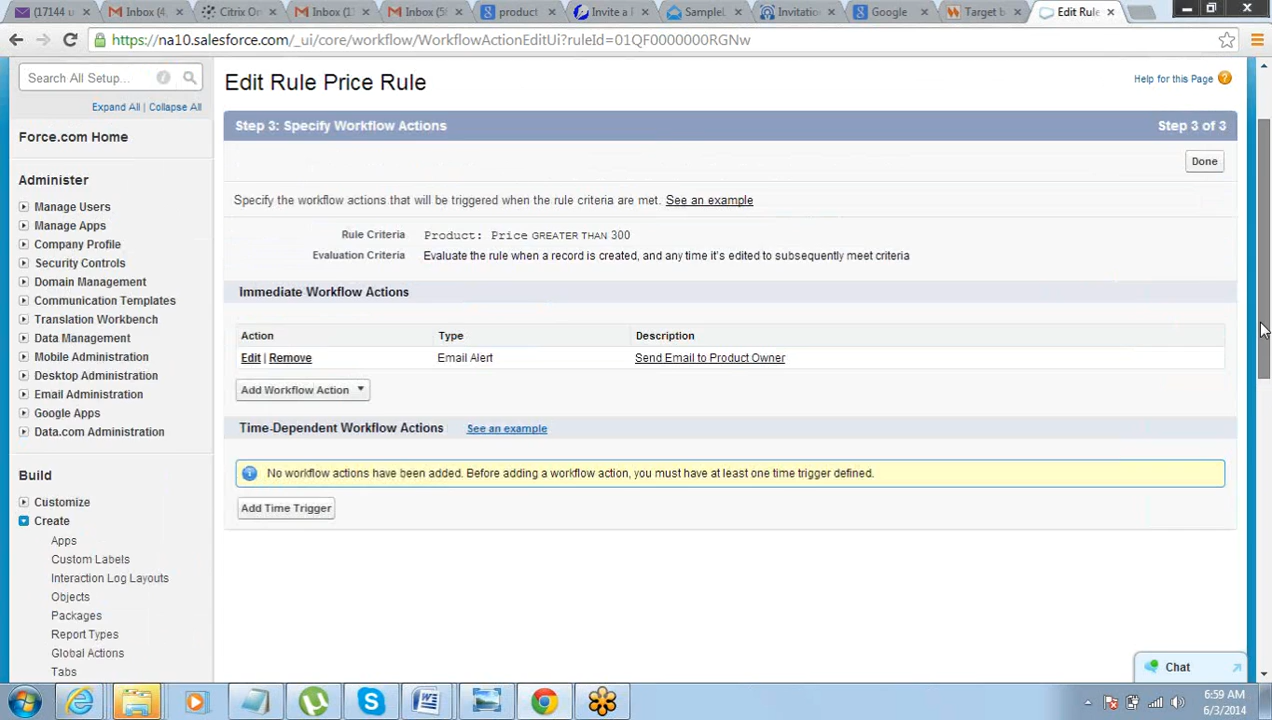 (17144 u
Inbox (4,
Citrix On
Inbox (1
Inbox (5
product
Invite a F
SampleL
Invitatio
Google
Target b
Edit Rule
https://na10.salesforce.com/_ui/core/workflow/WorkflowActionEditUi?ruleId=01QF0000000RGNw
Search All Setup...
Expand All | Collapse All
Force.com Home
Administer
Manage Users
Manage Apps
Company Profile
Security Controls
Domain Management
Communication Templates
Translation Workbench
Data Management
Mobile Administration
Desktop Administration
Email Administration
Google Apps
Data.com Administration
Build
Customize
Create
Apps
Custom Labels
Interaction Log Layouts
Objects
Packages
Report Types
Global Actions
Tabs
Edit Rule Price Rule
Help for this Page
Step 3: Specify Workflow Actions
Step 3 of 3
Done
Specify the workflow actions that will be triggered when the rule criteria are met. See an example
Rule Criteria Product: Price GREATER THAN 300
Evaluation Criteria Evaluate the rule when a record is created, and any time it's edited to subsequently meet criteria
Immediate Workflow Actions
Action Type Description
Edit | Remove Email Alert Send Email to Product Owner
Add Workflow Action
Time-Dependent Workflow Actions See an example
No workflow actions have been added. Before adding a workflow action, you must have at least one time trigger defined.
Add Time Trigger
Chat
6:59 AM
6/3/2014